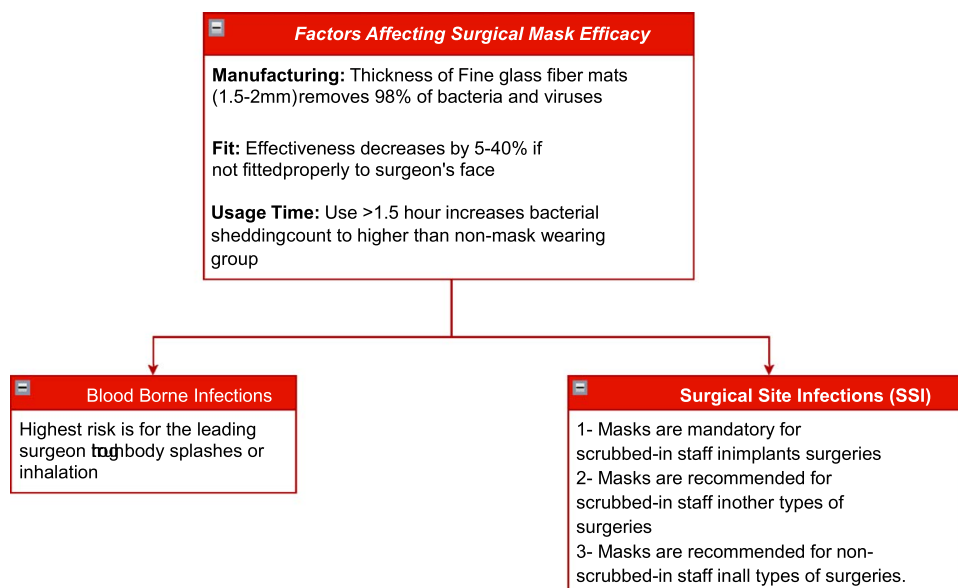 Factors Affecting Surgical Mask Efficacy
Manufacturing: Thickness of Fine glass fiber mats
(1.5-2mm)removes 98% of bacteria and viruses
Fit: Effectiveness decreases by 5-40% if
not fittedproperly to surgeon's face
Usage Time: Use >1.5 hour increases bacterial
sheddingcount to higher than non-mask wearing
group
Blood Borne Infections
Highest risk is for the leading
surgeon body splashes or
inhalation
Surgical Site Infections (SSI)
1- Masks are mandatory for
scrubbed-in staff inimplants surgeries
2- Masks are recommended for
scrubbed-in staff inother types of
surgeries
3- Masks are recommended for non-
scrubbed-in staff inall types of surgeries.